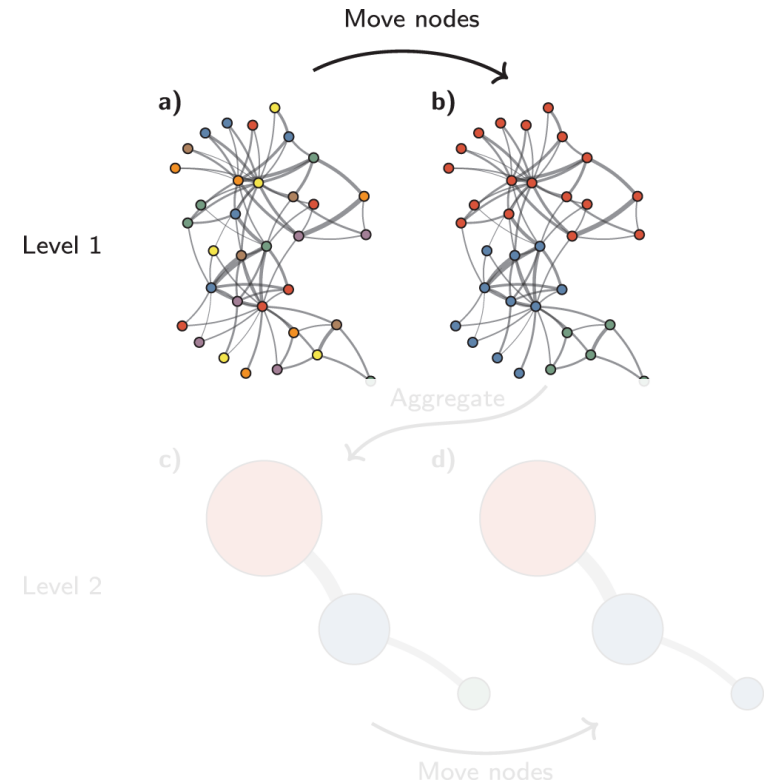 Move nodes
a)
b)
Level 1
Aggregate
c)
d)
Level 2
Move nodes